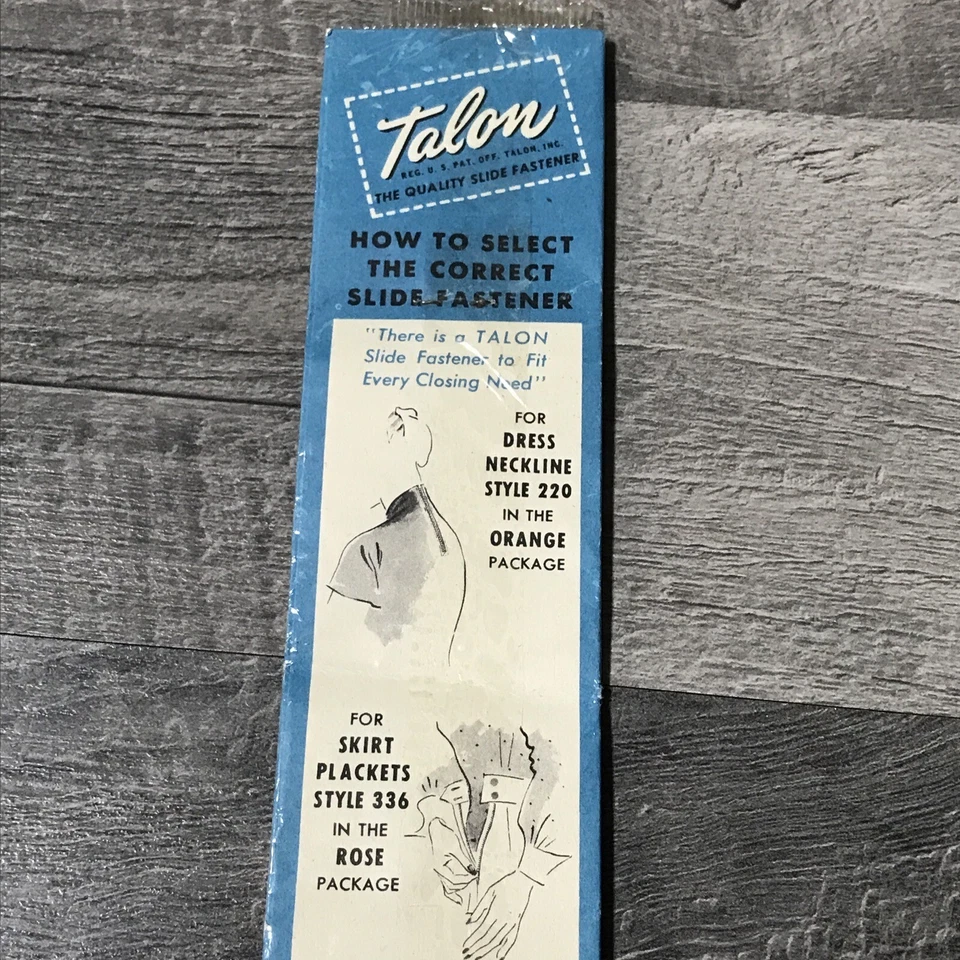 Talon
REG. U. S. PAT. OFF. TALON, INC.
THE QUALITY SLIDE FASTENER
HOW TO SELECT
THE CORRECT
SLIDE FASTENER
"There is a TALON
Slide Fastener to Fit
Every Closing Need"
FOR
DRESS
NECKLINE
STYLE 220
IN THE
ORANGE
PACKAGE
FOR
SKIRT
PLACKETS
STYLE 336
IN THE
ROSE
PACKAGE